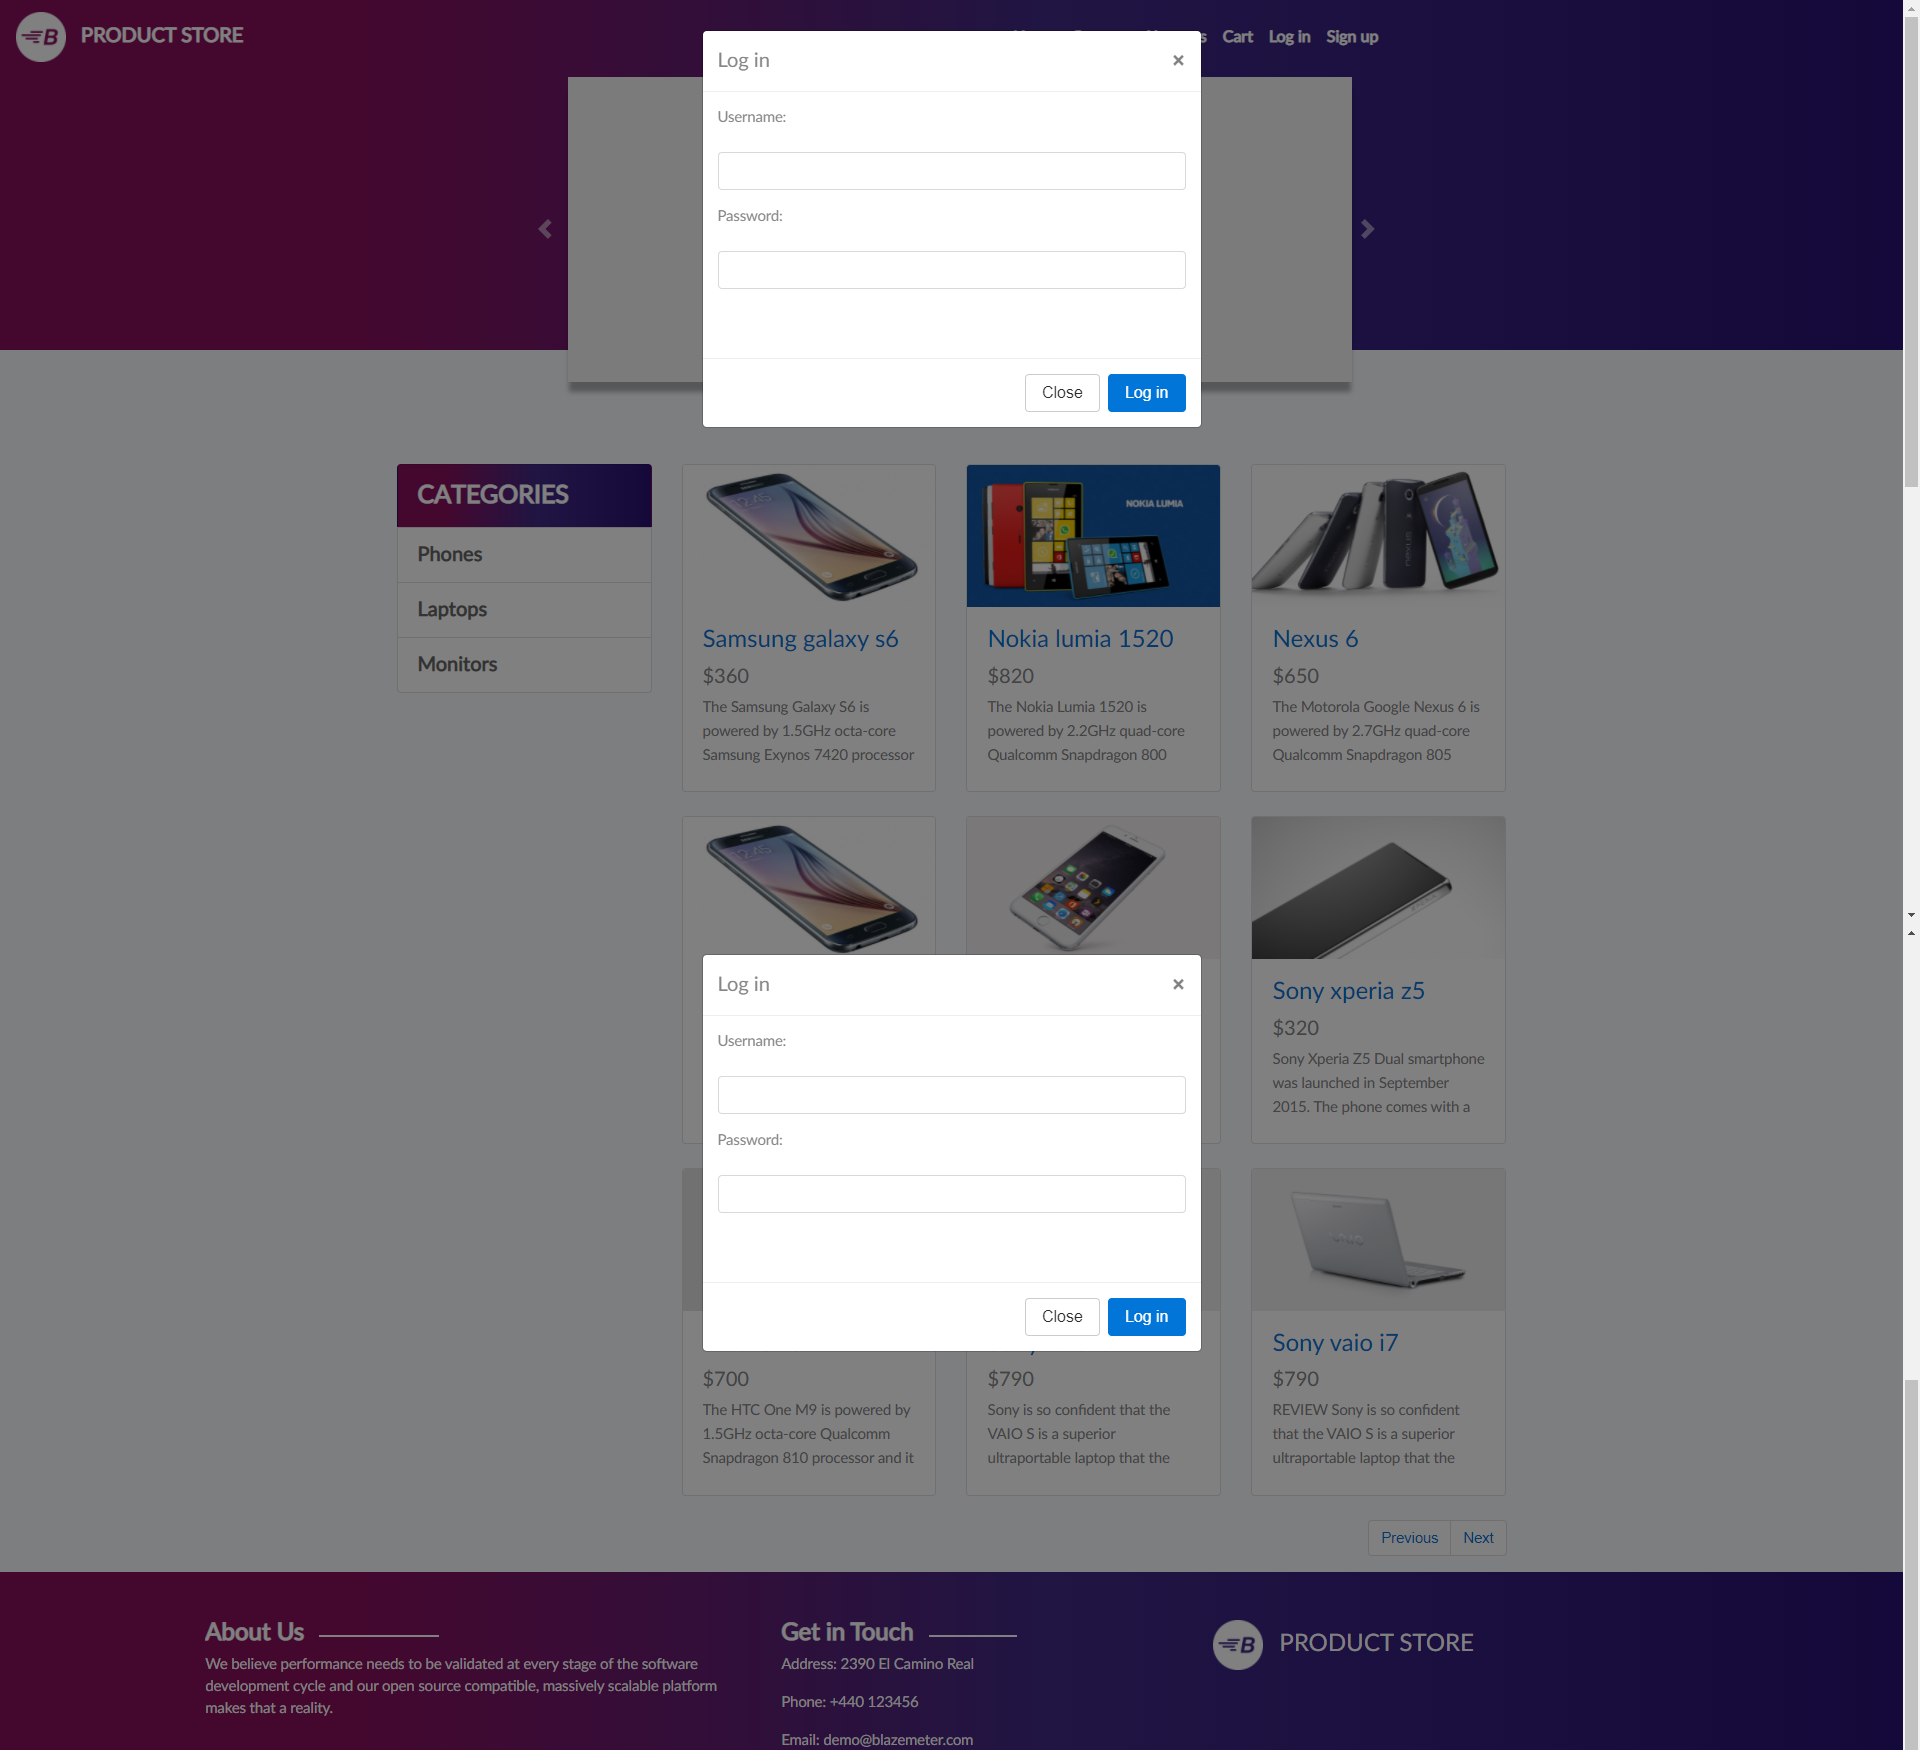 PRODUCT STORE
Cart
Log in
Sign up
Log in
×
Username:
Password:
Close
Log in
CATEGORIES
Phones
Laptops
Monitors
NOKIA LUMIA
nexus
Samsung galaxy s6
$360
The Samsung Galaxy S6 is
powered by 1.5GHz octa-core
Samsung Exynos 7420 processor
Nokia lumia 1520
$820
The Nokia Lumia 1520 is
powered by 2.2GHz quad-core
Qualcomm Snapdragon 800
Nexus 6
$650
The Motorola Google Nexus 6 is
powered by 2.7GHz quad-core
Qualcomm Snapdragon 805
Log in
×
Username:
Password:
Close
Log in
Sony xperia z5
$320
Sony Xperia Z5 Dual smartphone
was launched in September
2015. The phone comes with a
VAIO
$700
The HTC One M9 is powered by
1.5GHz octa-core Qualcomm
Snapdragon 810 processor and it
$790
Sony is so confident that the
VAIO S is a superior
ultraportable laptop that the
Sony vaio i7
$790
REVIEW Sony is so confident
that the VAIO S is a superior
ultraportable laptop that the
Previous
Next
About Us
We believe performance needs to be validated at every stage of the software
development cycle and our open source compatible, massively scalable platform
makes that a reality.
Get in Touch
Address: 2390 El Camino Real
Phone: +440 123456
Email: demo@blazemeter.com
B PRODUCT STORE